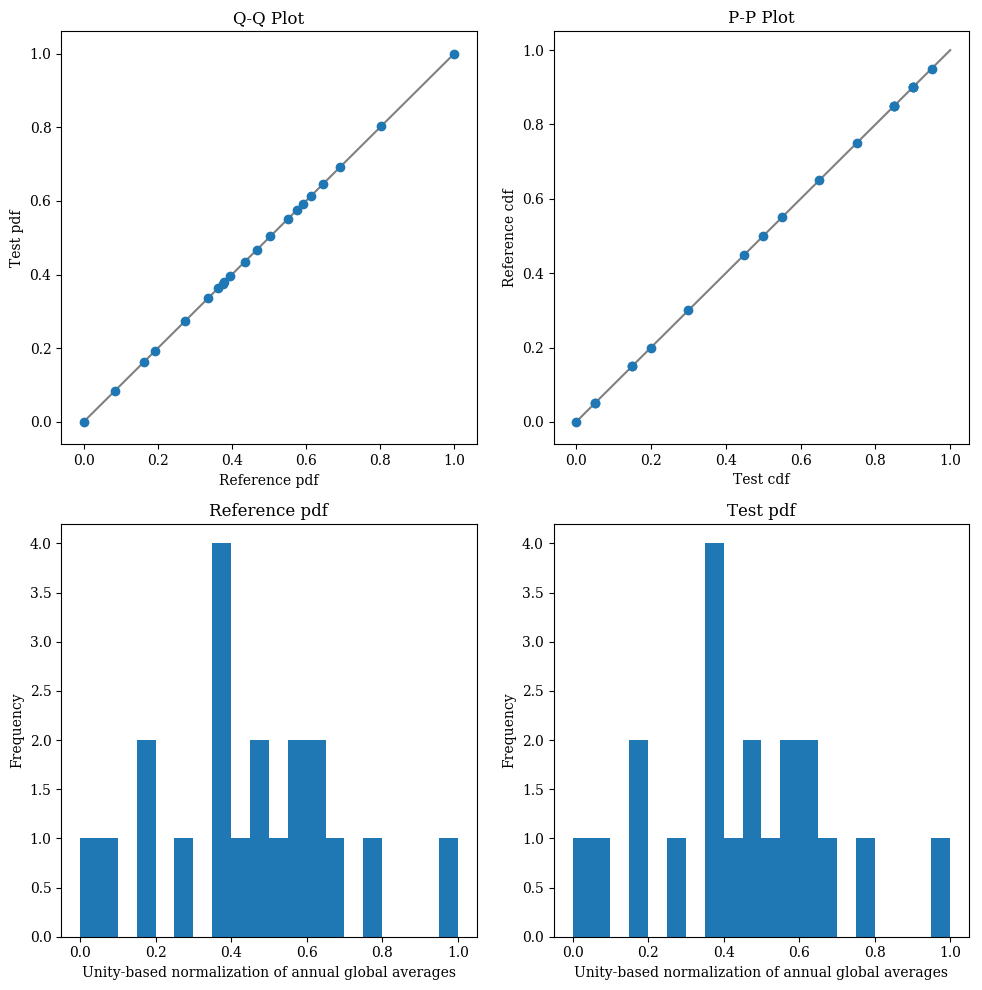 Q-Q Plot
1.0
0.8
0.6
0.4
0.2
0.0
Test pdf
0.0 0.2 0.4 0.6 0.8 1.0
Reference pdf
P-P Plot
1.0
0.8
0.6
0.4
0.2
0.0
Reference cdf
0.0 0.2 0.4 0.6 0.8 1.0
Test cdf
Reference pdf
4.0
3.5
3.0
2.5
2.0
1.5
1.0
0.5
0.0
Frequency
0.0 0.2 0.4 0.6 0.8 1.0
Unity-based normalization of annual global averages
Test pdf
4.0
3.5
3.0
2.5
2.0
1.5
1.0
0.5
0.0
Frequency
0.0 0.2 0.4 0.6 0.8 1.0
Unity-based normalization of annual global averages